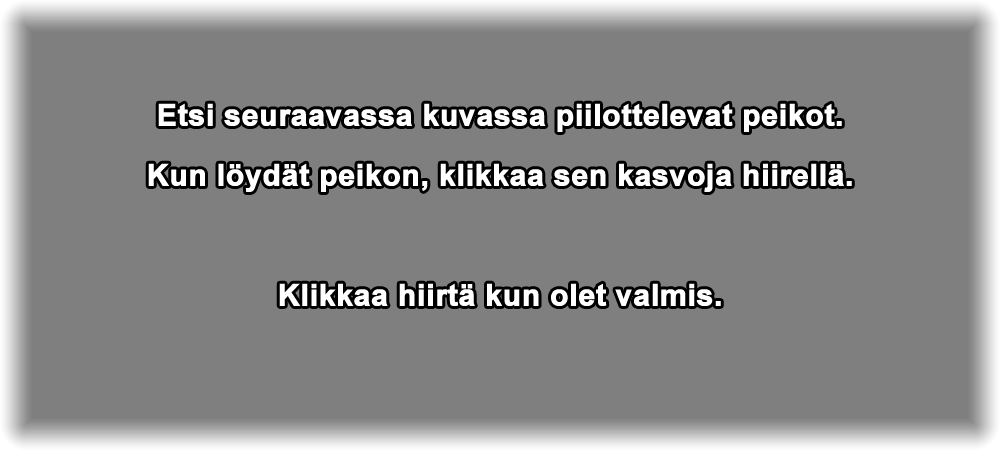 Etsi seuraavassa kuvassa piilottelevat peikot.
Kun löydät peikon, klikkaa sen kasvoja hiirellä.
Klikkaa hiirtä kun olet valmis.